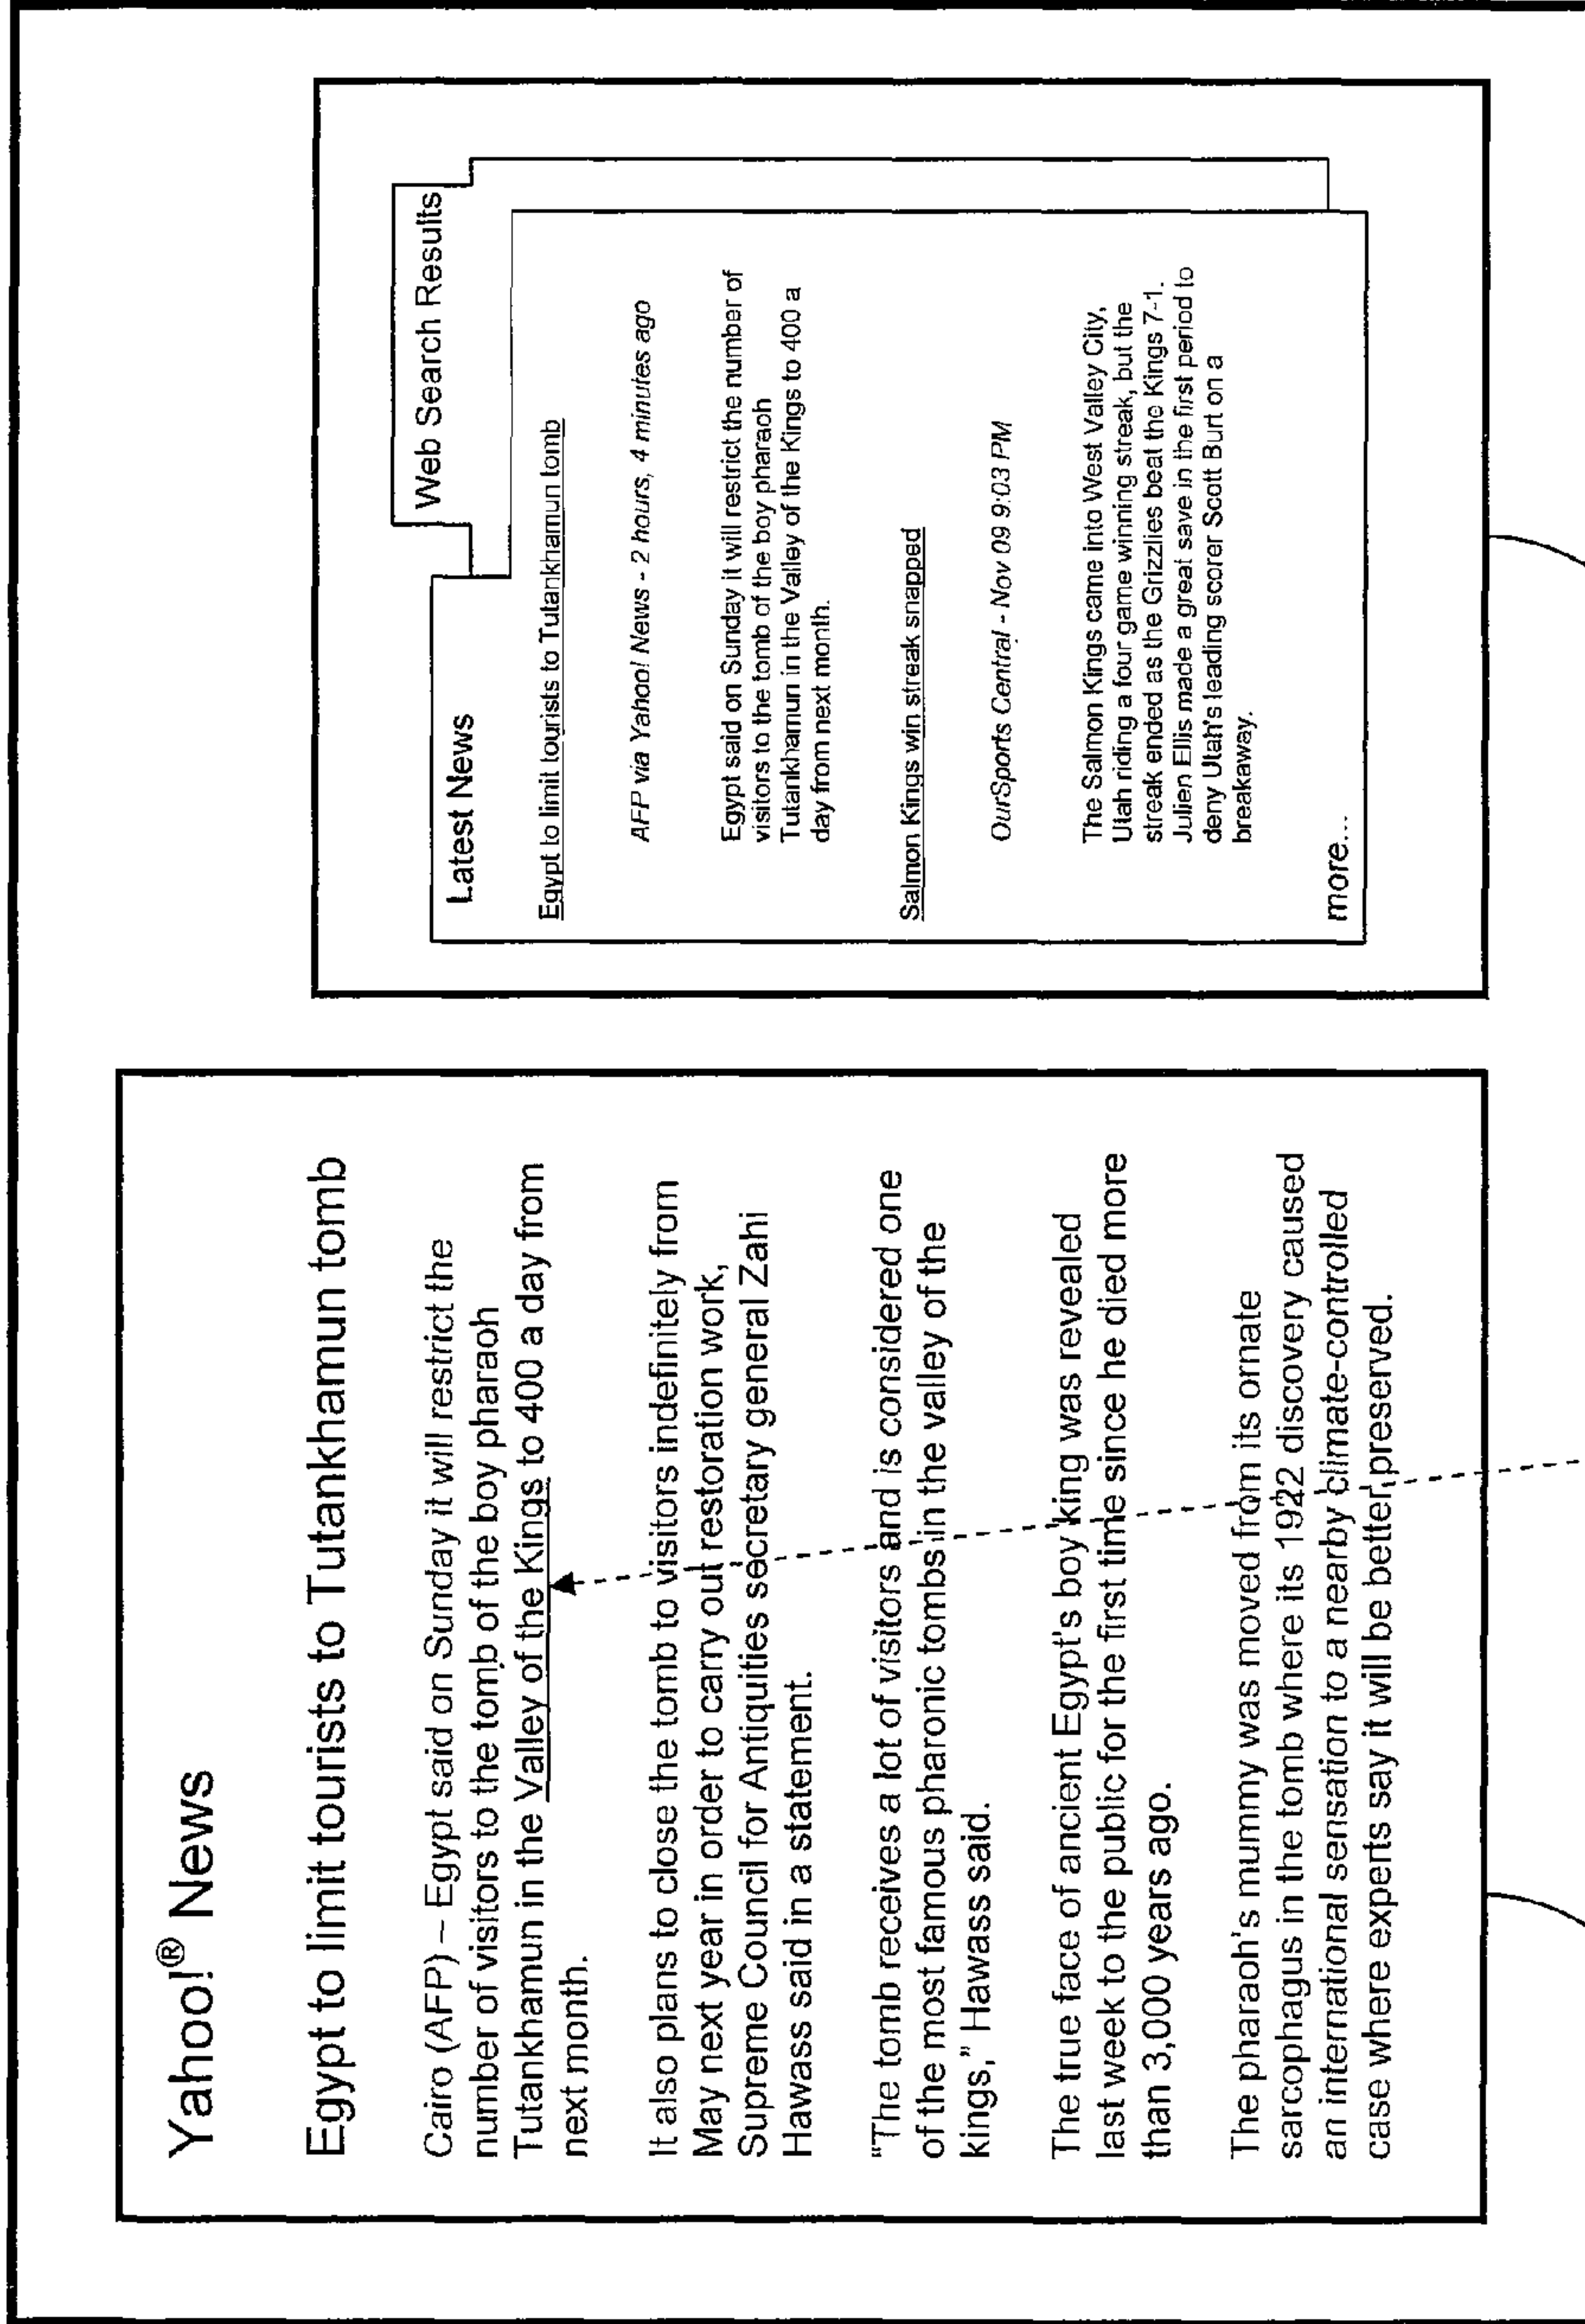 Yahoo!® News
Egypt to limit tourists to Tutankhamun tomb
Cairo (AFP) – Egypt said on Sunday it will restrict the
number of visitors to the tomb of the boy pharaoh
Tutankhamun in the Valley of the Kings to 400 a day from
next month.
It also plans to close the tomb to visitors indefinitely from
May next year in order to carry out restoration work,
Supreme Council for Antiquities secretary general Zahi
Hawass said in a statement.
"The tomb receives a lot of visitors and is considered one
of the most famous pharonic tombs in the valley of the
kings," Hawass said.
The true face of ancient Egypt's boy king was revealed
last week to the public for the first time since he died more
than 3,000 years ago.
The pharaoh's mummy was moved from its ornate
sarcophagus in the tomb where its 1922 discovery caused
an international sensation to a nearby climate-controlled
case where experts say it will be better preserved.
Latest News
Web Search Results
Egypt to limit tourists to Tutankhamun tomb
AFP via Yahoo! News - 2 hours, 4 minutes ago
Egypt said on Sunday it will restrict the number of
visitors to the tomb of the boy pharaoh
Tutankhamun in the Valley of the Kings to 400 a
day from next month.
Salmon Kings win streak snapped
OurSports Central - Nov 09 9:03 PM
The Salmon Kings came into West Valley City,
Utah riding a four game winning streak, but the
streak ended as the Grizzlies beat the Kings 7-1.
Julien Ellis made a great save in the first period to
deny Utah's leading scorer Scott Burt on a
breakaway.
more...